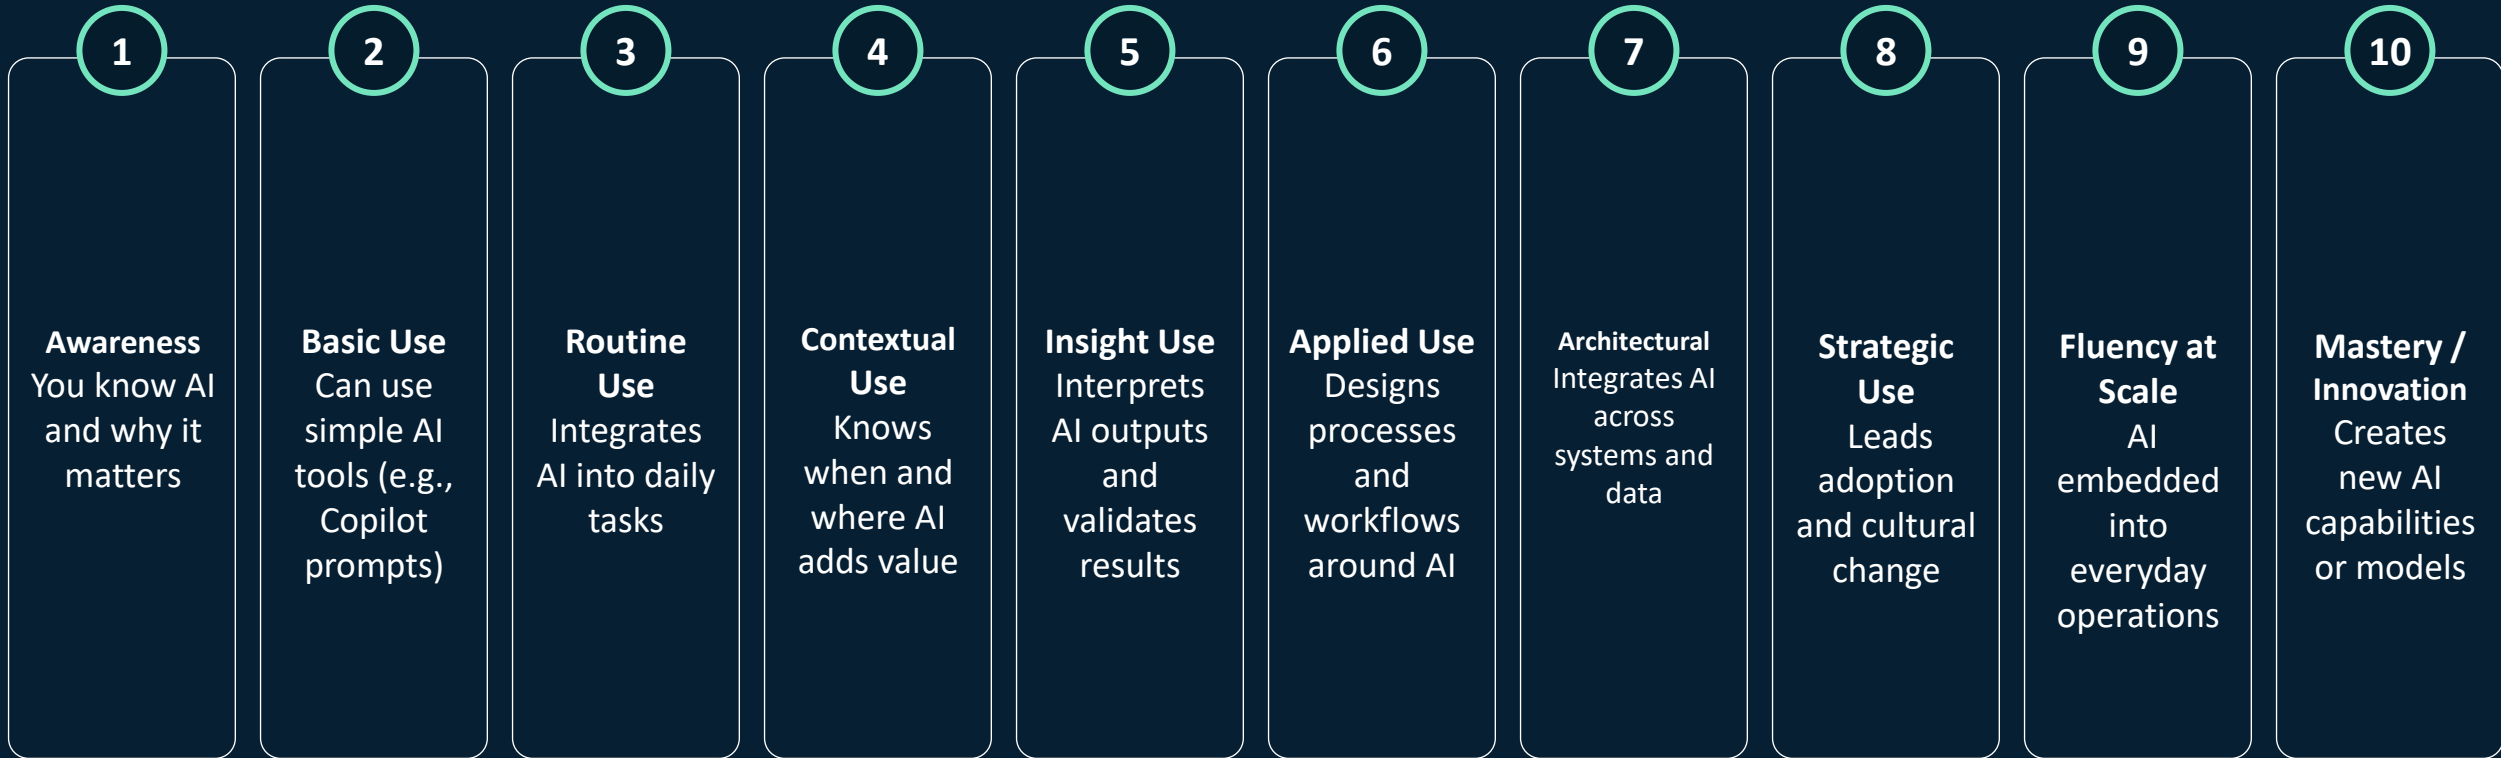 1
Awareness
You know AI
and why it
matters
2
Basic Use
Can use
simple AI
tools (e.g.,
Copilot
prompts)
3
Routine
Use
Integrates
AI into daily
tasks
4
Contextual
Use
Knows
when and
where AI
adds value
5
Insight Use
Interprets
AI outputs
and
validates
results
6
Applied Use
Designs
processes
and
workflows
around AI
7
Architectural
Integrates AI
across
systems and
data
8
Strategic
Use
Leads
adoption
and cultural
change
9
Fluency at
Scale
AI
embedded
into
everyday
operations
10
Mastery /
Innovation
Creates
new AI
capabilities
or models